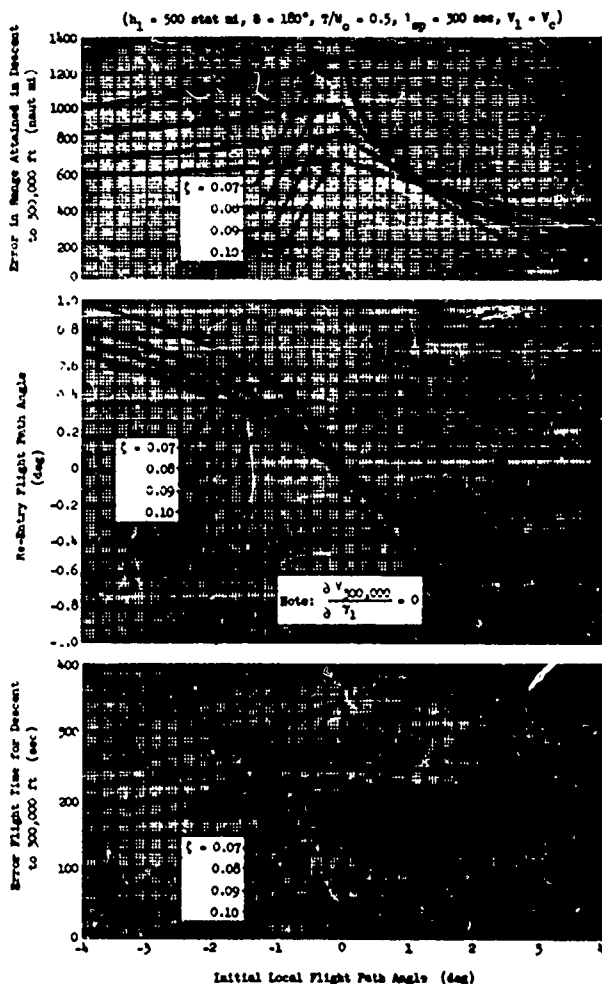 (h₁ = 500 stat mi, θ = 180°, T/W₀ = 0.5, I_sp = 300 sec, V₁ = V_c)
Error in Range Attained in Descent
to 300,000 ft (naut mi)
1400
1200
1000
800
600
400
200
0
ζ = 0.07
0.08
0.09
0.10
Re-Entry Flight Path Angle
(deg)
1.0
0.8
0.6
0.4
0.2
0
-0.2
-0.4
-0.6
-0.8
-1.0
ζ = 0.07
0.08
0.09
0.10
Note: ∂ V₃₀₀,₀₀₀ / ∂ γ₁ = 0
Error Flight Time for Descent
to 300,000 ft (sec)
400
300
200
100
0
ζ = 0.07
0.08
0.09
0.10
-4 -3 -2 -1 0 1 2 3 4
Initial Local Flight Path Angle (deg)